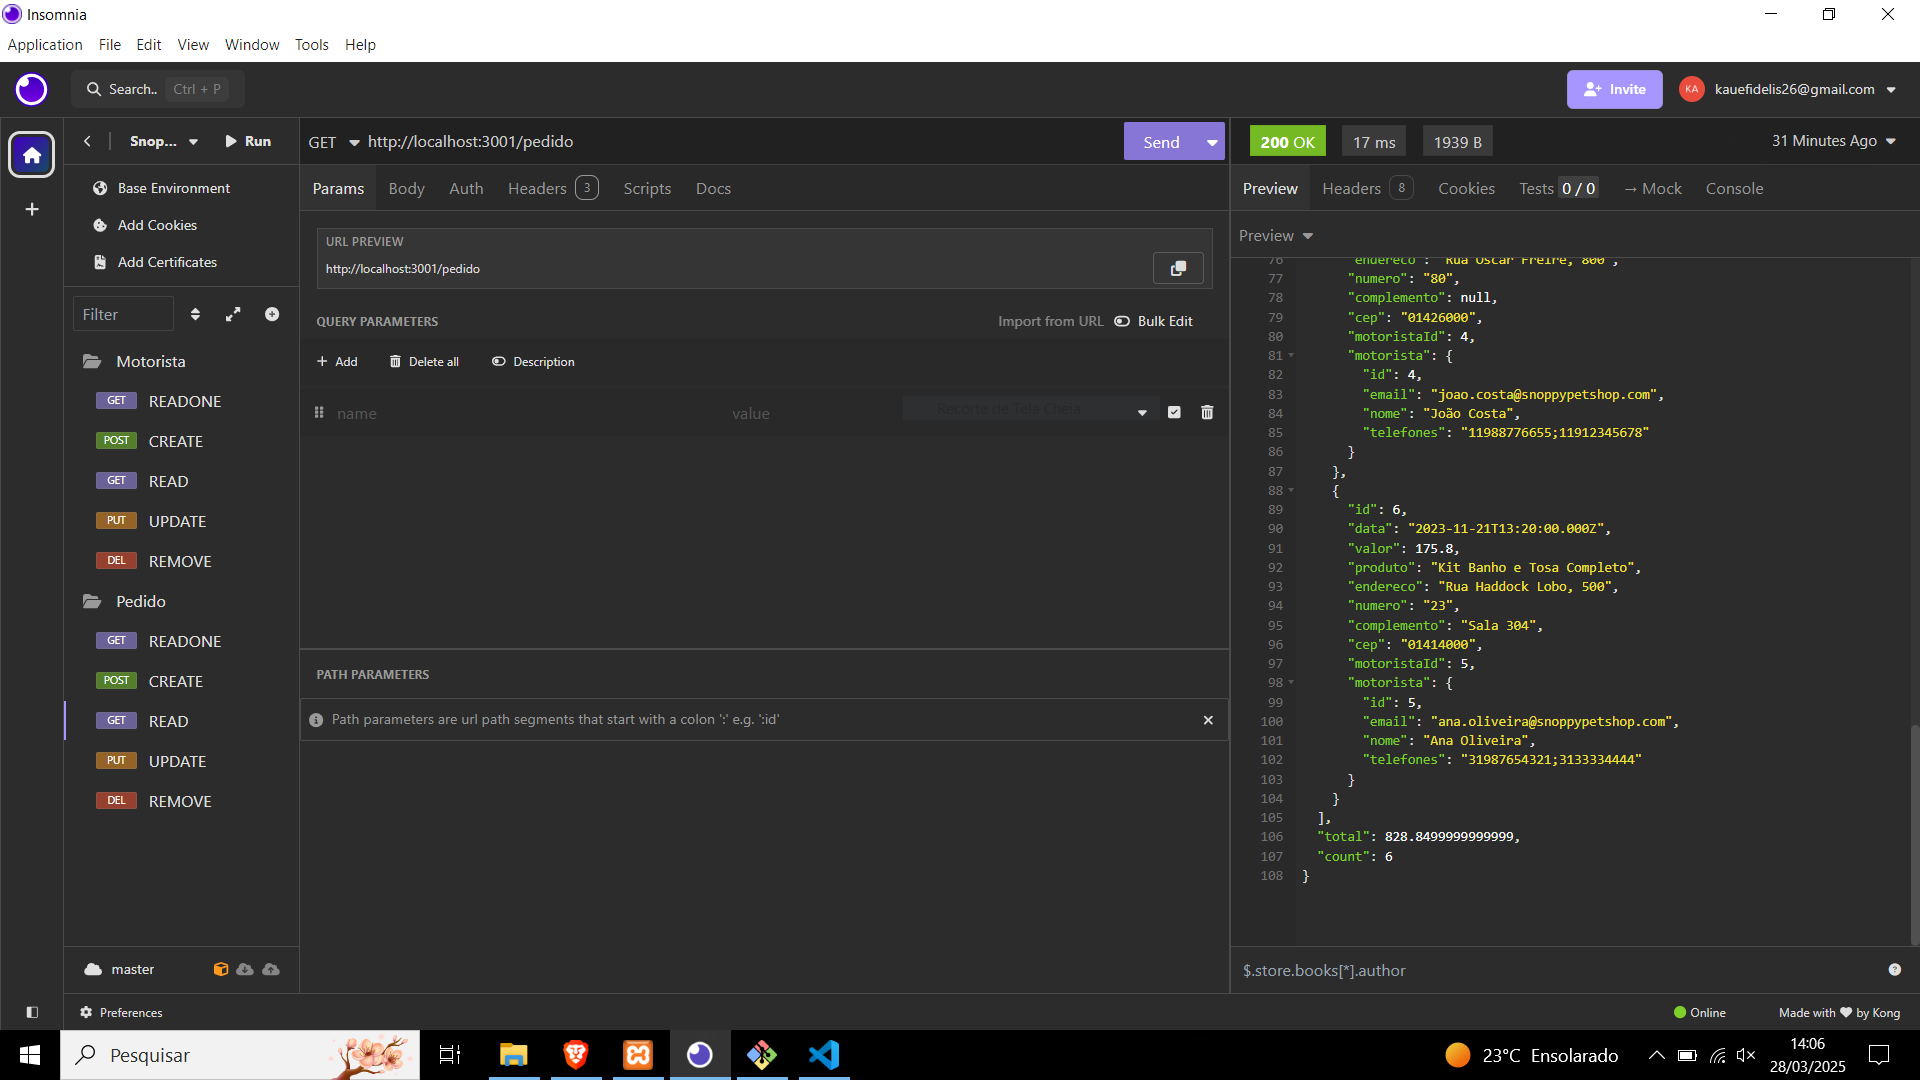 Insomnia
Application File Edit View Window Tools Help
Search.. Ctrl + P
Invite
KA kauefidelis26@gmail.com
Snop... Run
GET http://localhost:3001/pedido
Send
200 OK 17 ms 1939 B
31 Minutes Ago
Base Environment
Add Cookies
Add Certificates
Filter
Motorista
GET READONE
POST CREATE
GET READ
PUT UPDATE
DEL REMOVE
Pedido
GET READONE
POST CREATE
GET READ
PUT UPDATE
DEL REMOVE
master
Preferences
Params Body Auth Headers 3 Scripts Docs
URL PREVIEW
http://localhost:3001/pedido
QUERY PARAMETERS
Import from URL Bulk Edit
Add Delete all Description
name value Recorte de Tela Cheia
PATH PARAMETERS
Path parameters are url path segments that start with a colon ':' e.g. ':id'
Preview Headers 8 Cookies Tests 0 / 0 → Mock Console
Preview
76 "endereco": "Rua Oscar Freire, 800",
77 "numero": "80",
78 "complemento": null,
79 "cep": "01426000",
80 "motoristaId": 4,
81 "motorista": {
82 "id": 4,
83 "email": "joao.costa@snoppypetshop.com",
84 "nome": "João Costa",
85 "telefones": "11988776655;11912345678"
86 }
87 },
88 {
89 "id": 6,
90 "data": "2023-11-21T13:20:00.000Z",
91 "valor": 175.8,
92 "produto": "Kit Banho e Tosa Completo",
93 "endereco": "Rua Haddock Lobo, 500",
94 "numero": "23",
95 "complemento": "Sala 304",
96 "cep": "01414000",
97 "motoristaId": 5,
98 "motorista": {
99 "id": 5,
100 "email": "ana.oliveira@snoppypetshop.com",
101 "nome": "Ana Oliveira",
102 "telefones": "31987654321;3133334444"
103 }
104 }
105 ],
106 "total": 828.8499999999999,
107 "count": 6
108 }
$.store.books[*].author
Online
Made with ♥ by Kong
Pesquisar
23°C Ensolarado
14:06
28/03/2025